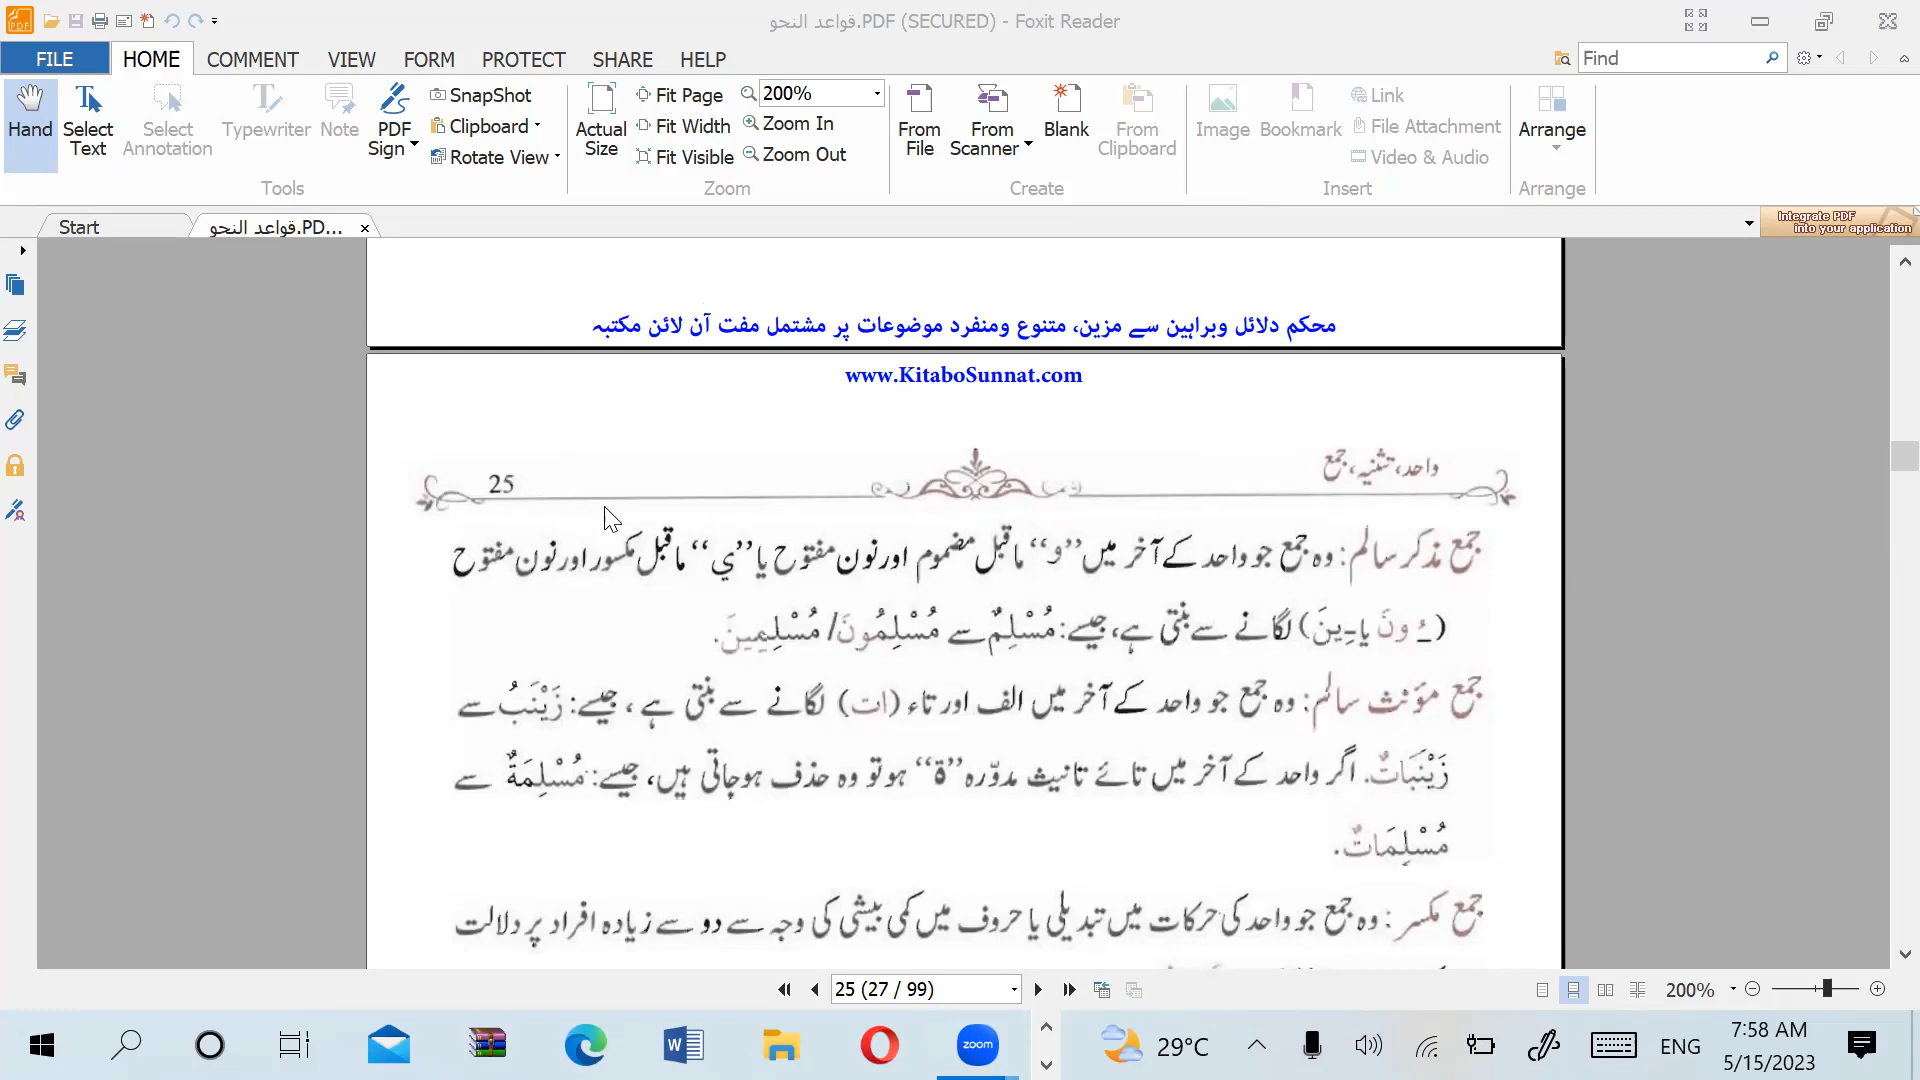 قواعد النحو.PDF (SECURED) - Foxit Reader
FILE HOME COMMENT VIEW FORM PROTECT SHARE HELP
Find
Hand
Select Text
Select Annotation
Typewriter
Note
PDF Sign
SnapShot
Clipboard
Rotate View
Tools
Actual Size
Fit Page
Fit Width
Fit Visible
200%
Zoom In
Zoom Out
Zoom
From File
From Scanner
Blank
From Clipboard
Create
Image
Bookmark
Link
File Attachment
Video & Audio
Insert
Arrange
Arrange
Start
قواعد النحو.PD...
Integrate PDF
into your application
محکم دلائل وبراہین سے مزین، متنوع ومنفرد موضوعات پر مشتمل مفت آن لائن مکتبہ
www.KitaboSunnat.com
واحد، تثنیہ، جمع
25
جمع مذکر سالم: وہ جمع جو واحد کے آخر میں ’’و‘‘ ماقبل مضموم اور نون مفتوح یا ’’ي‘‘ ماقبل مکسور اور نون مفتوح
(ـُ ونَ یا ـِـینَ) لگانے سے بنتی ہے، جیسے: مُسْلِمٌ سے مُسْلِمُونَ/ مُسْلِمِينَ.
جمع مؤنث سالم: وہ جمع جو واحد کے آخر میں الف اور تاء (ات) لگانے سے بنتی ہے، جیسے: زَيْنَبُ سے
زَيْنَبَاتٌ. اگر واحد کے آخر میں تائے تانیث مدوّرہ ’’ة‘‘ ہو تو وہ حذف ہوجاتی ہیں، جیسے: مُسْلِمَةٌ سے
مُسْلِمَاتٌ.
جمع مکسر: وہ جمع جو واحد کی حرکات میں تبدیلی یا حروف میں کمی بیشی کی وجہ سے دو سے زیادہ افراد پر دلالت
25 (27 / 99)
200%
zoom
29°C
ENG
7:58 AM
5/15/2023